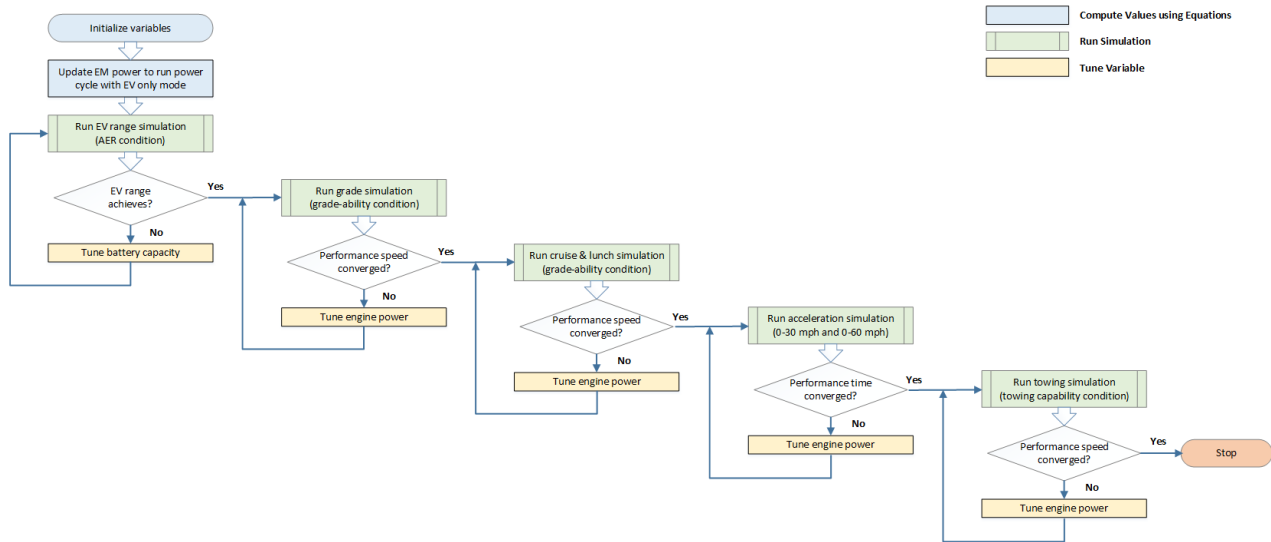 Initialize variables
Update EM power to run power
cycle with EV only mode
Run EV range simulation
(AER condition)
EV range
achieves?
Yes
No
Tune battery capacity
Run grade simulation
(grade-ability condition)
Performance speed
converged?
Yes
No
Tune engine power
Run cruise & lunch simulation
(grade-ability condition)
Performance speed
converged?
Yes
No
Tune engine power
Run acceleration simulation
(0-30 mph and 0-60 mph)
Performance time
converged?
Yes
No
Tune engine power
Run towing simulation
(towing capability condition)
Performance speed
converged?
Yes
No
Tune engine power
Stop
Compute Values using Equations
Run Simulation
Tune Variable